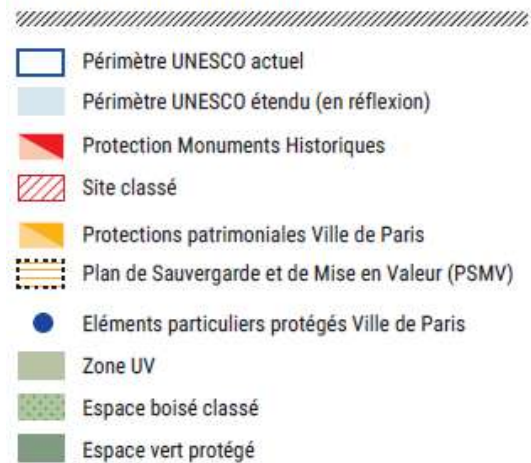 Périmètre UNESCO actuel
Périmètre UNESCO étendu (en réflexion)
Protection Monuments Historiques
Site classé
Protections patrimoniales Ville de Paris
Plan de Sauvergarde et de Mise en Valeur (PSMV)
Eléments particuliers protégés Ville de Paris
Zone UV
Espace boisé classé
Espace vert protégé